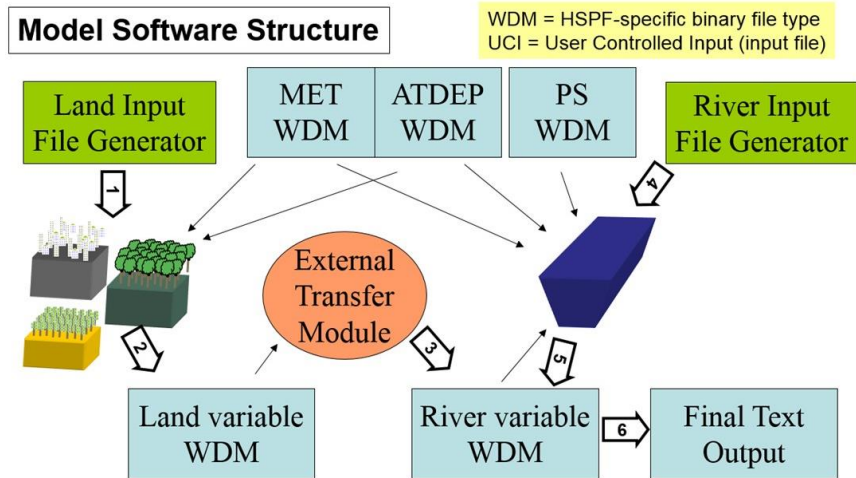 Model Software Structure
WDM = HSPF-specific binary file type
UCI = User Controlled Input (input file)
Land Input
File Generator
MET
WDM
ATDEP
WDM
PS
WDM
River Input
File Generator
1
4
External
Transfer
Module
2
3
5
Land variable
WDM
River variable
WDM
6
Final Text
Output